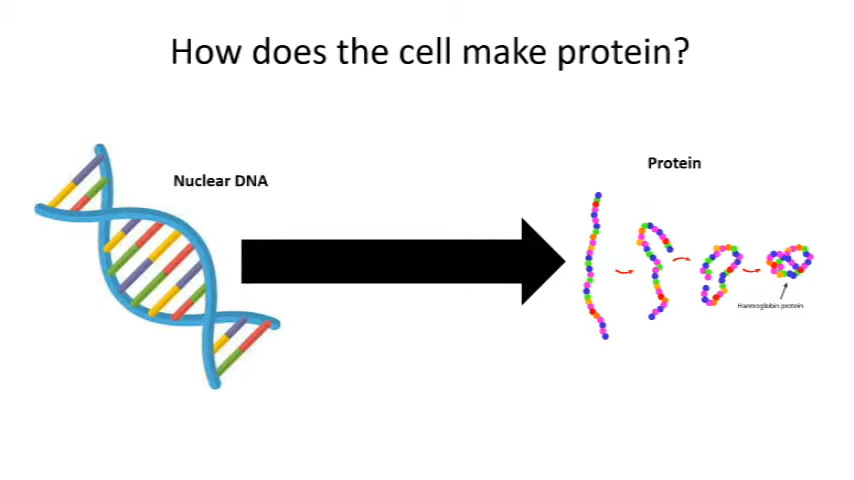 How does the cell make protein?
Nuclear DNA
Protein
Haemoglobin protein